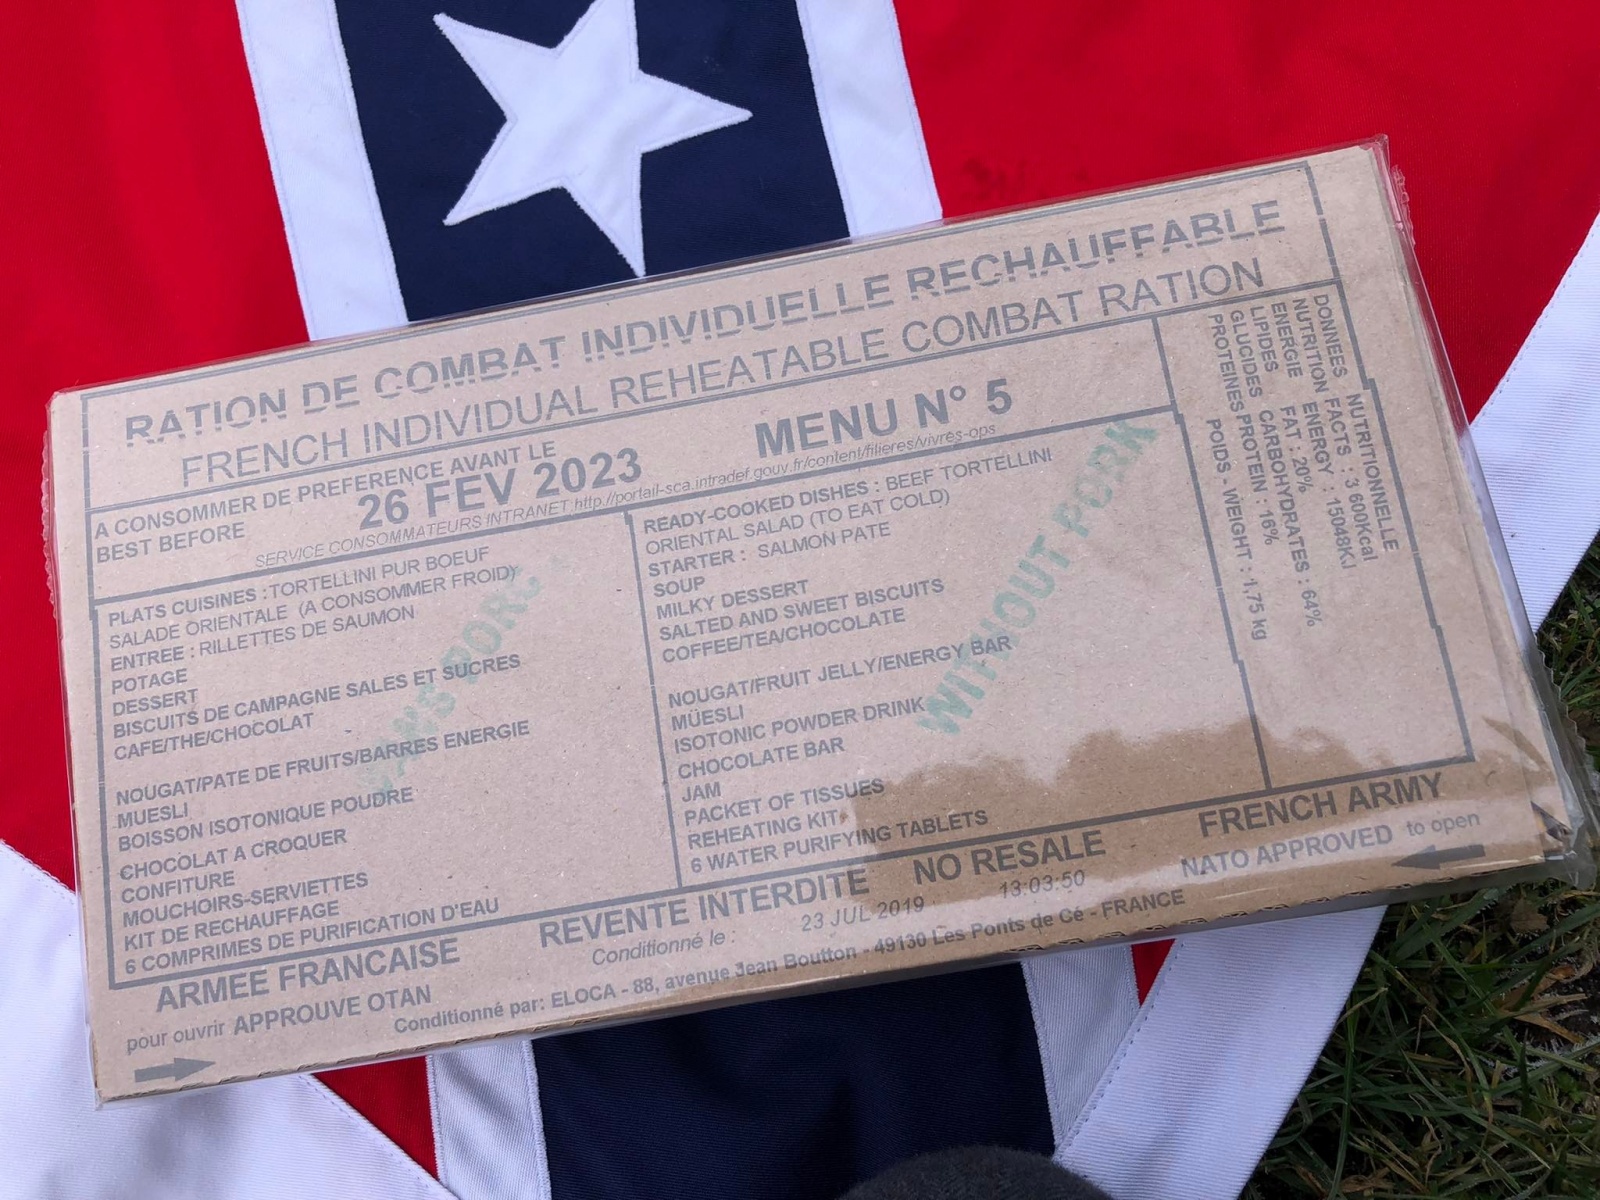 RATION DE COMBAT INDIVIDUELLE RECHAUFFABLE
FRENCH INDIVIDUAL REHEATABLE COMBAT RATION
A CONSOMMER DE PREFERENCE AVANT LE
BEST BEFORE
26 FEV 2023
MENU N° 5
SERVICE CONSOMMATEURS INTRANET:http://portail-sca.intradef.gouv.fr/content/filieres/vivres-ops
PLATS CUISINES : TORTELLINI PUR BOEUF
SALADE ORIENTALE (A CONSOMMER FROID)
ENTREE : RILLETTES DE SAUMON
POTAGE
DESSERT
BISCUITS DE CAMPAGNE SALES ET SUCRES
CAFE/THE/CHOCOLAT
NOUGAT/PATE DE FRUITS/BARRES ENERGIE
MUESLI
BOISSON ISOTONIQUE POUDRE
CHOCOLAT A CROQUER
CONFITURE
MOUCHOIRS-SERVIETTES
KIT DE RECHAUFFAGE
6 COMPRIMES DE PURIFICATION D'EAU
SANS PORC
READY-COOKED DISHES : BEEF TORTELLINI
ORIENTAL SALAD (TO EAT COLD)
STARTER : SALMON PATE
SOUP
MILKY DESSERT
SALTED AND SWEET BISCUITS
COFFEE/TEA/CHOCOLATE
NOUGAT/FRUIT JELLY/ENERGY BAR
MÜESLI
ISOTONIC POWDER DRINK
CHOCOLATE BAR
JAM
PACKET OF TISSUES
REHEATING KIT
6 WATER PURIFYING TABLETS
WITHOUT PORK
DONNEES NUTRITIONNELLE
NUTRITION FACTS : 3 600Kcal
ENERGIE ENERGY : 15048KJ
LIPIDES FAT : 20%
GLUCIDES CARBOHYDRATES : 64%
PROTEINES PROTEIN : 16%
POIDS - WEIGHT : 1,75 kg
ARMEE FRANCAISE
REVENTE INTERDITE
NO RESALE
FRENCH ARMY
pour ouvrir APPROUVE OTAN
Conditionné le : 23 JUL 2019 13:03:50
NATO APPROVED to open
Conditionné par: ELOCA - 88, avenue Jean Boutton - 49130 Les Ponts de Cé - FRANCE